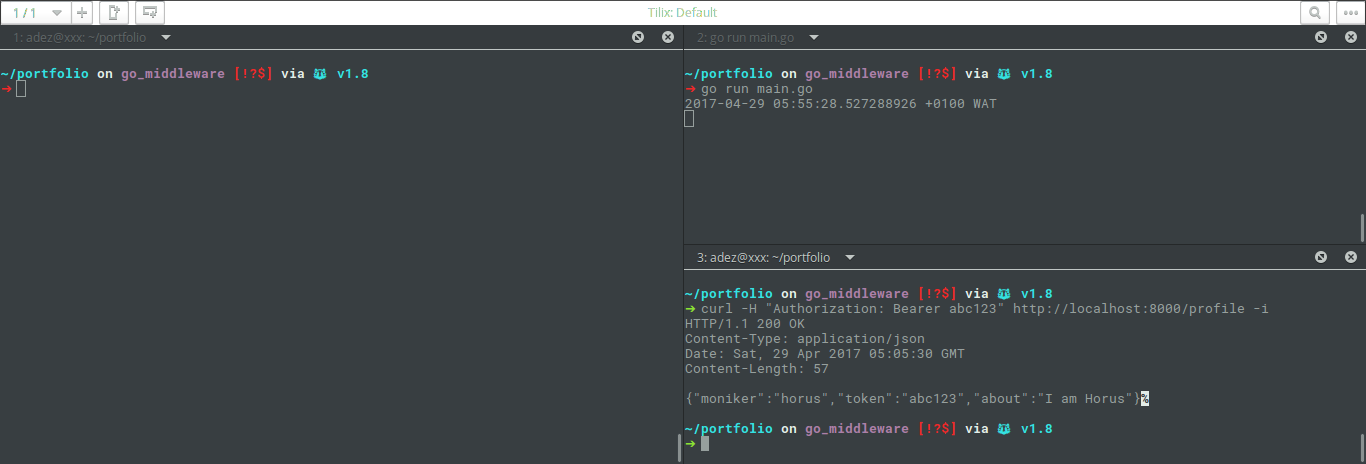 1 / 1
Tilix: Default
1: adez@xxx: ~/portfolio
~/portfolio on go_middleware [!?$] via v1.8
➜
2: go run main.go
~/portfolio on go_middleware [!?$] via v1.8
➜ go run main.go
2017-04-29 05:55:28.527288926 +0100 WAT
3: adez@xxx: ~/portfolio
~/portfolio on go_middleware [!?$] via v1.8
➜ curl -H "Authorization: Bearer abc123" http://localhost:8000/profile -i
HTTP/1.1 200 OK
Content-Type: application/json
Date: Sat, 29 Apr 2017 05:05:30 GMT
Content-Length: 57
{"moniker":"horus","token":"abc123","about":"I am Horus"}%
~/portfolio on go_middleware [!?$] via v1.8
➜